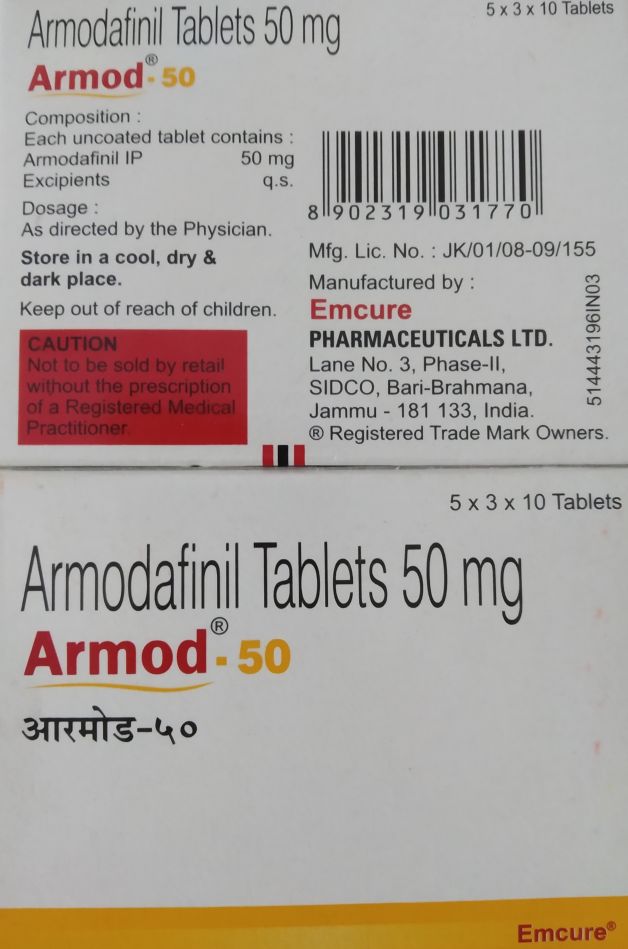 Armodafinil Tablets 50 mg
5 x 3 x 10 Tablets
Armod®-50
Composition :
Each uncoated tablet contains :
Armodafinil IP 50 mg
Excipients q.s.
Dosage :
As directed by the Physician.
Store in a cool, dry &
dark place.
Keep out of reach of children.
CAUTION
Not to be sold by retail
without the prescription
of a Registered Medical
Practitioner.
8 902319 031770
Mfg. Lic. No. : JK/01/08-09/155
Manufactured by :
Emcure
PHARMACEUTICALS LTD.
Lane No. 3, Phase-II,
SIDCO, Bari-Brahmana,
Jammu - 181 133, India.
® Registered Trade Mark Owners.
514443196IN03
5 x 3 x 10 Tablets
Armodafinil Tablets 50 mg
Armod®-50
आरमोड-५०
Emcure®